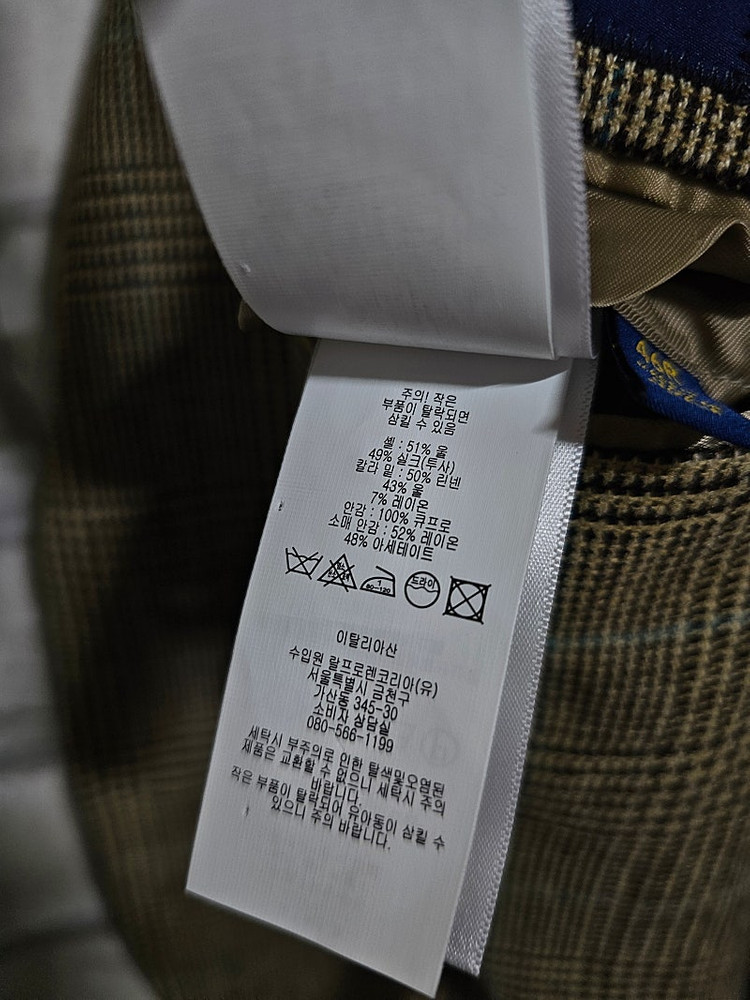 주의! 작은
부품이 탈락되면
삼킬 수 있음
셸 : 51% 울
49% 실크(투사)
칼라 밑 : 50% 린넨
43% 울
7% 레이온
안감 : 100% 큐프로
소매 안감 : 52% 레이온
48% 아세테이트
1
80-120
드라이
이탈리아산
수입원 랄프로렌코리아(유)
서울특별시 금천구
가산동 345-30
소비자 상담실
080-566-1199
세탁시 부주의로 인한 탈색및오염된
제품은 교환할 수 없으니 세탁시 주의
바랍니다.
작은 부품이 탈락되어 유아동이 삼킬 수
있으니 주의 바랍니다.